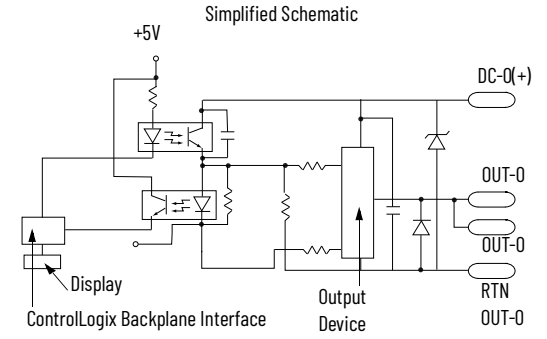 Simplified Schematic
+5V
DC-0(+)
OUT-0
OUT-0
RTN
OUT-0
Display
Output
Device
ControlLogix Backplane Interface